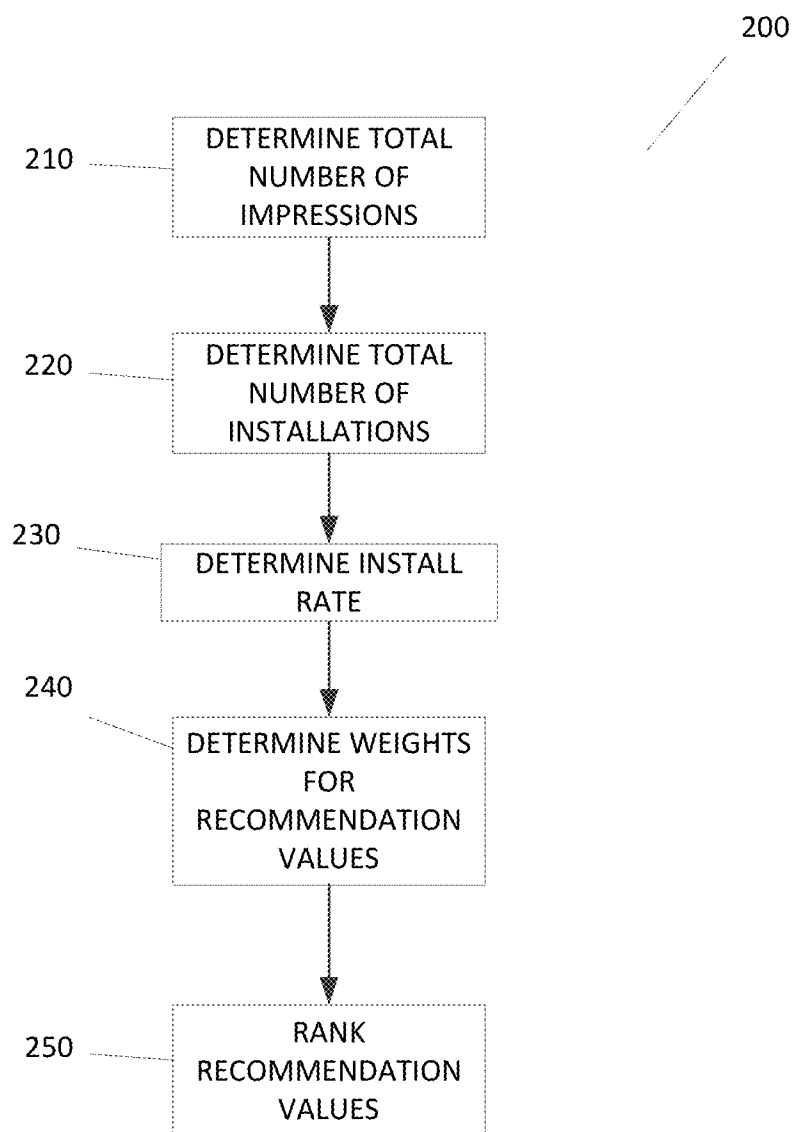 200
210
DETERMINE TOTAL
NUMBER OF
IMPRESSIONS
220
DETERMINE TOTAL
NUMBER OF
INSTALLATIONS
230
DETERMINE INSTALL
RATE
240
DETERMINE WEIGHTS
FOR
RECOMMENDATION
VALUES
250
RANK
RECOMMENDATION
VALUES